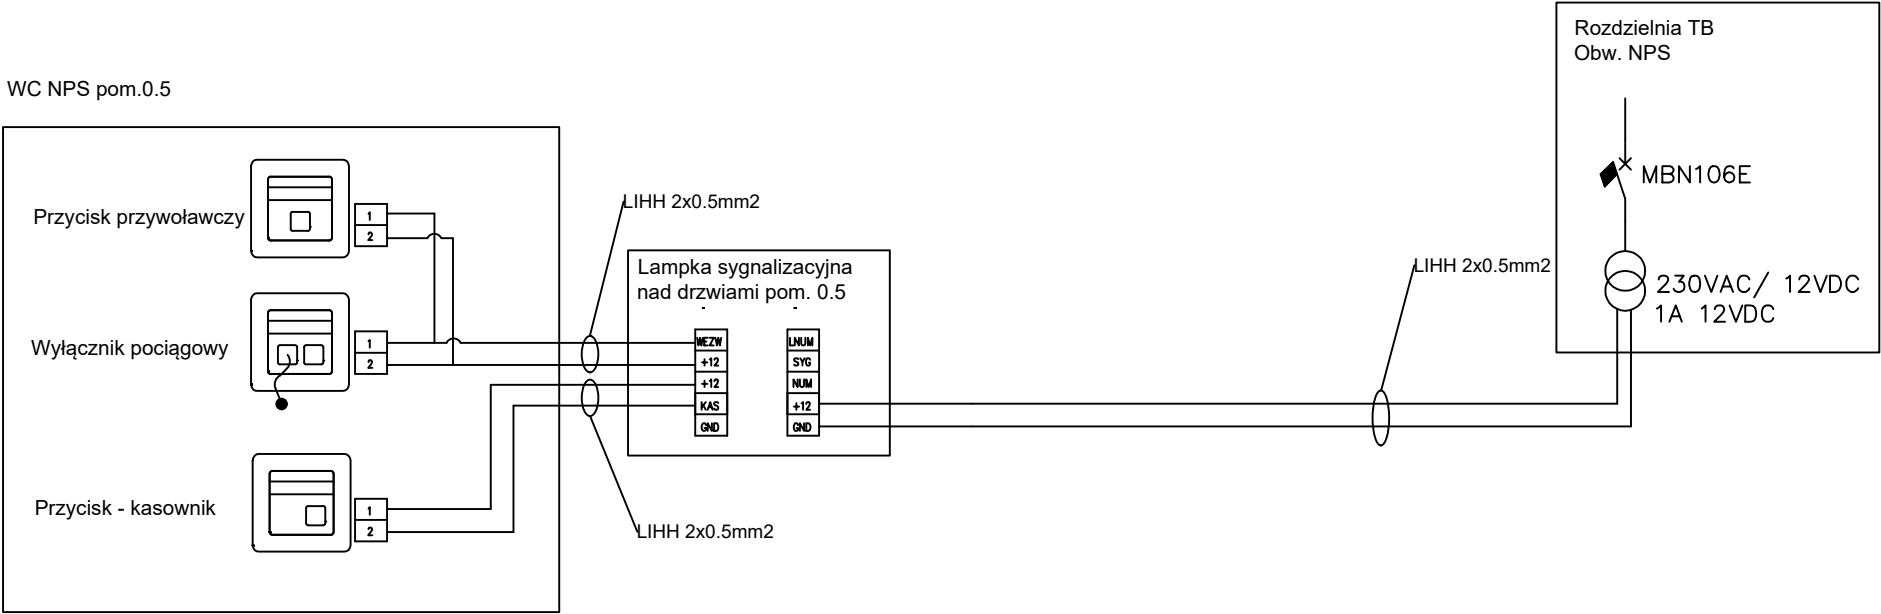 WC NPS pom.0.5
Przycisk przywoławczy
1
2
Wyłącznik pociągowy
1
2
Przycisk - kasownik
1
2
LIHH 2x0.5mm2
Lampka sygnalizacyjna
nad drzwiami pom. 0.5
WEZW
+12
+12
KAS
GND
LNUM
SYG
NUM
+12
GND
LIHH 2x0.5mm2
LIHH 2x0.5mm2
Rozdzielnia TB
Obw. NPS
MBN106E
230VAC/ 12VDC
1A 12VDC